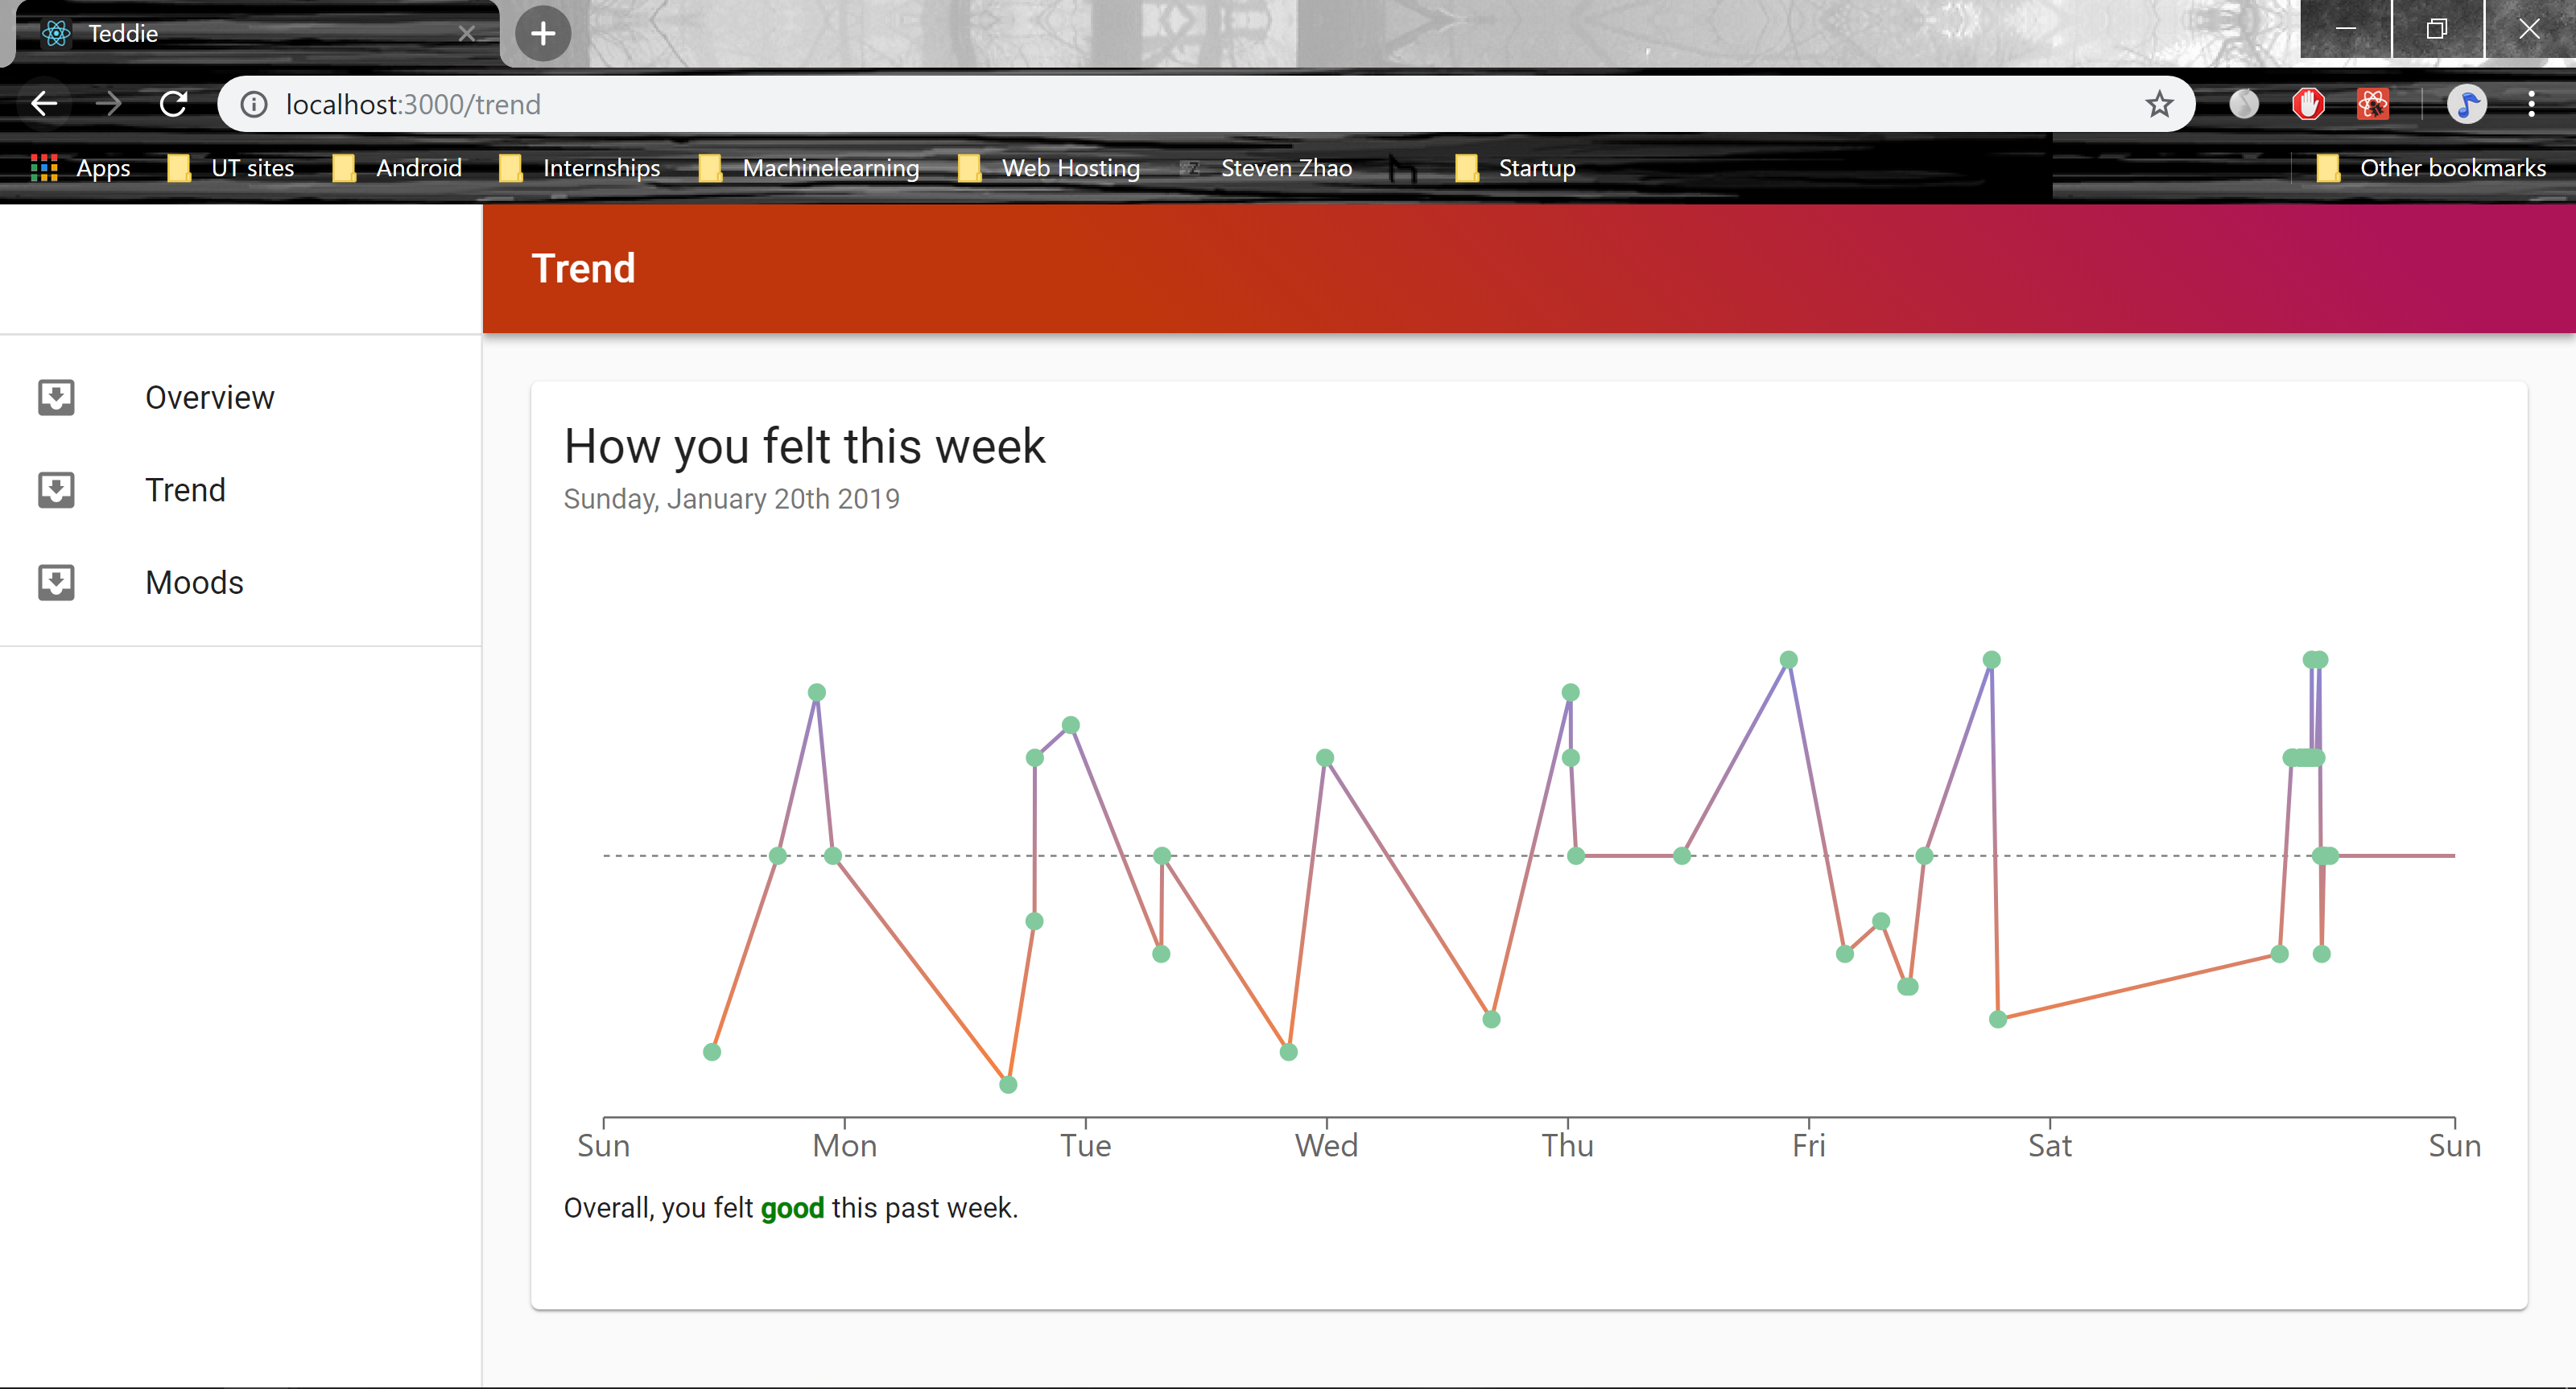 Teddie
localhost:3000/trend
Apps UT sites Android Internships Machinelearning Web Hosting Steven Zhao Startup Other bookmarks
Trend
Overview
Trend
Moods
How you felt this week
Sunday, January 20th 2019
Sun Mon Tue Wed Thu Fri Sat Sun
Overall, you felt good this past week.